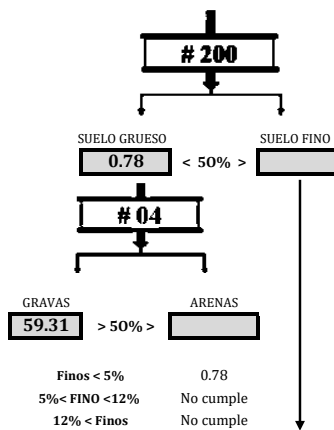 # 200
SUELO GRUESO
SUELO FINO
0.78 < 50% >
# 04
GRAVAS
ARENAS
59.31 > 50% >
Finos < 5% 0.78
5%< FINO <12% No cumple
12% < Finos No cumple